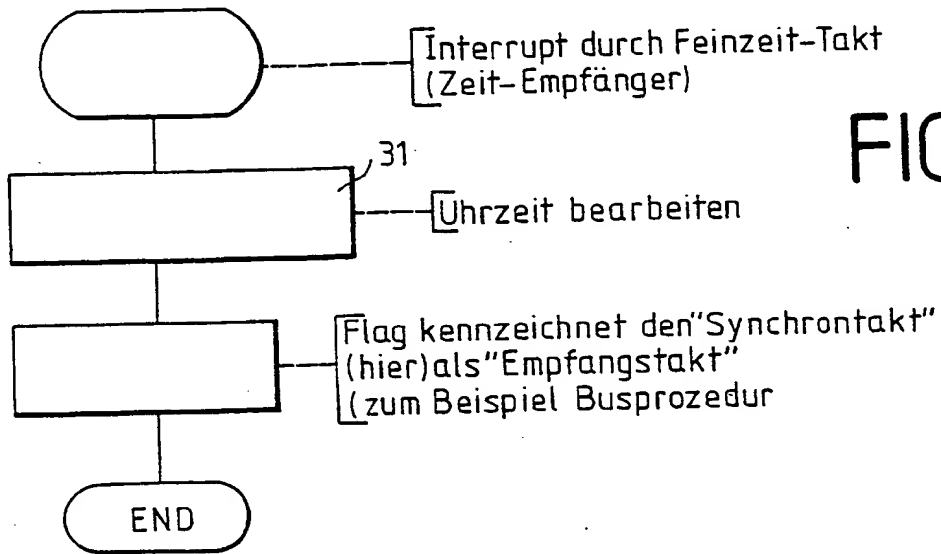 Interrupt durch Feinzeit-Takt
(Zeit-Empfänger)
FIG
31
Uhrzeit bearbeiten
Flag kennzeichnet den "Synchrontakt"
(hier) als "Empfangstakt"
(zum Beispiel Busprozedur
END